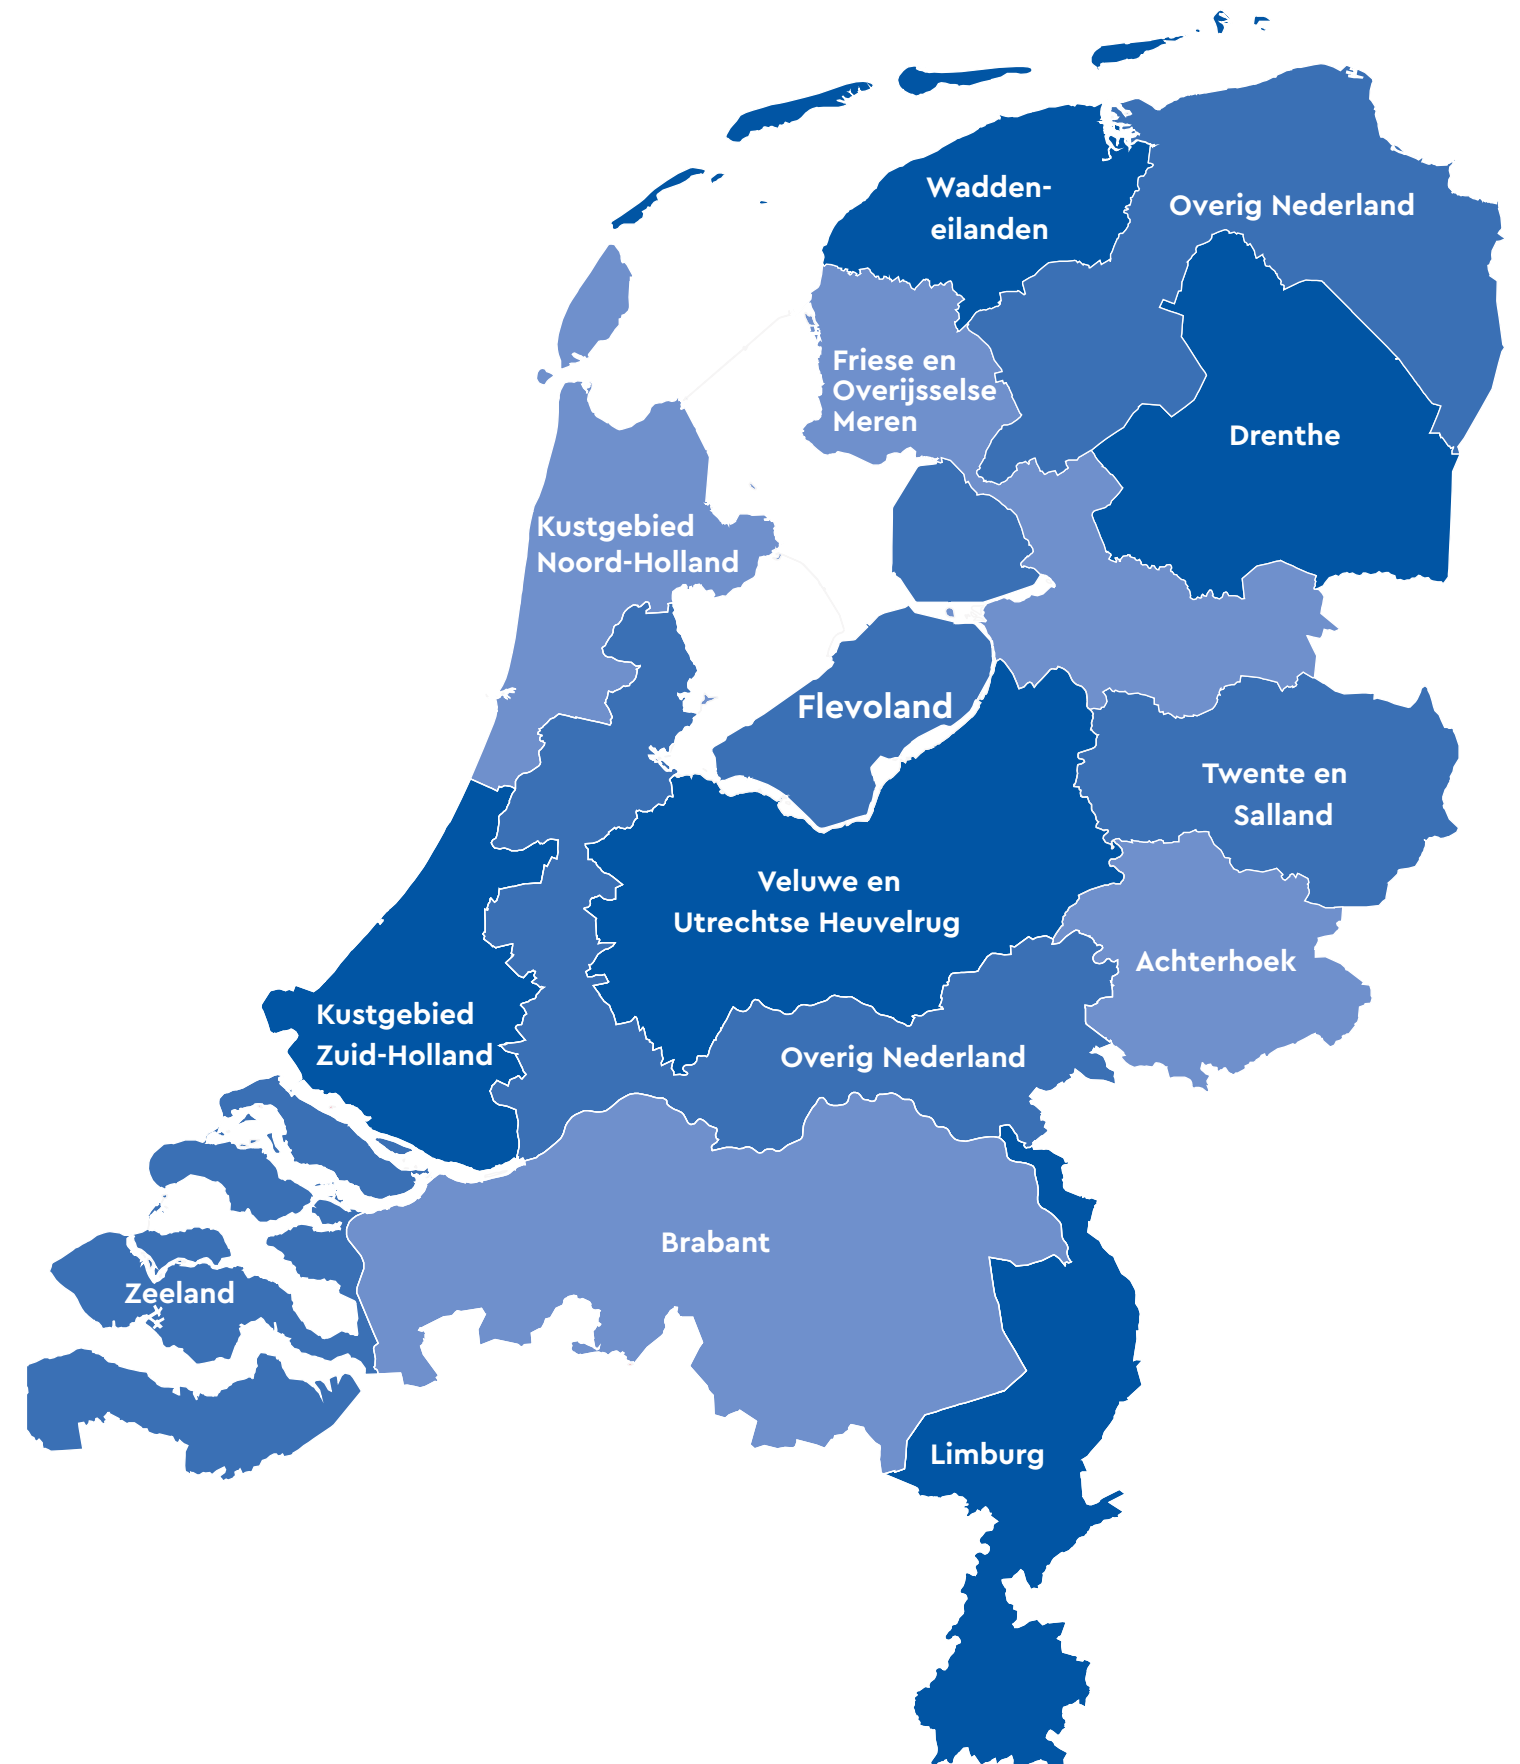 Wadden-
eilanden
Overig Nederland
Friese en
Overijsselse
Meren
Drenthe
Kustgebied
Noord-Holland
Flevoland
Twente en
Salland
Veluwe en
Utrechtse Heuvelrug
Achterhoek
Kustgebied
Zuid-Holland
Overig Nederland
Brabant
Zeeland
Limburg